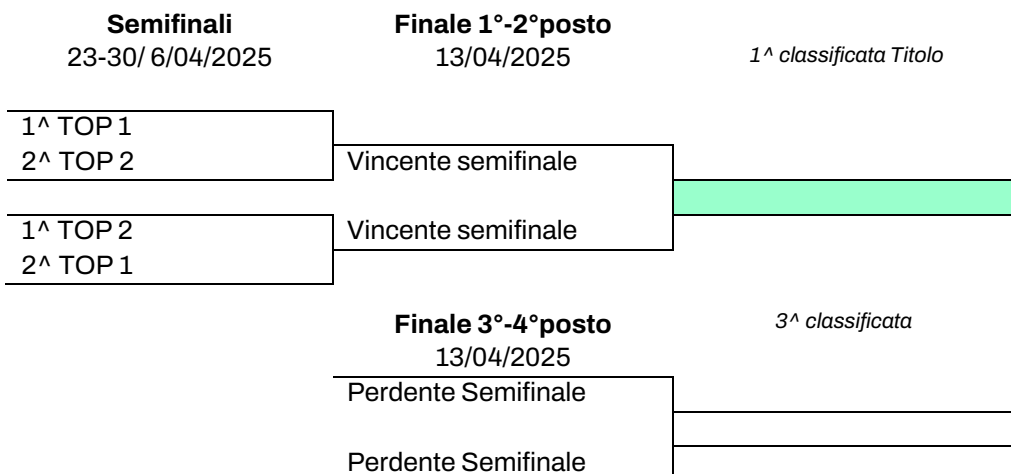 Semifinali
23-30/ 6/04/2025
Finale 1°-2°posto
13/04/2025
1^ classificata Titolo
1^ TOP 1
2^ TOP 2
Vincente semifinale
1^ TOP 2
2^ TOP 1
Vincente semifinale
Finale 3°-4°posto
13/04/2025
3^ classificata
Perdente Semifinale
Perdente Semifinale